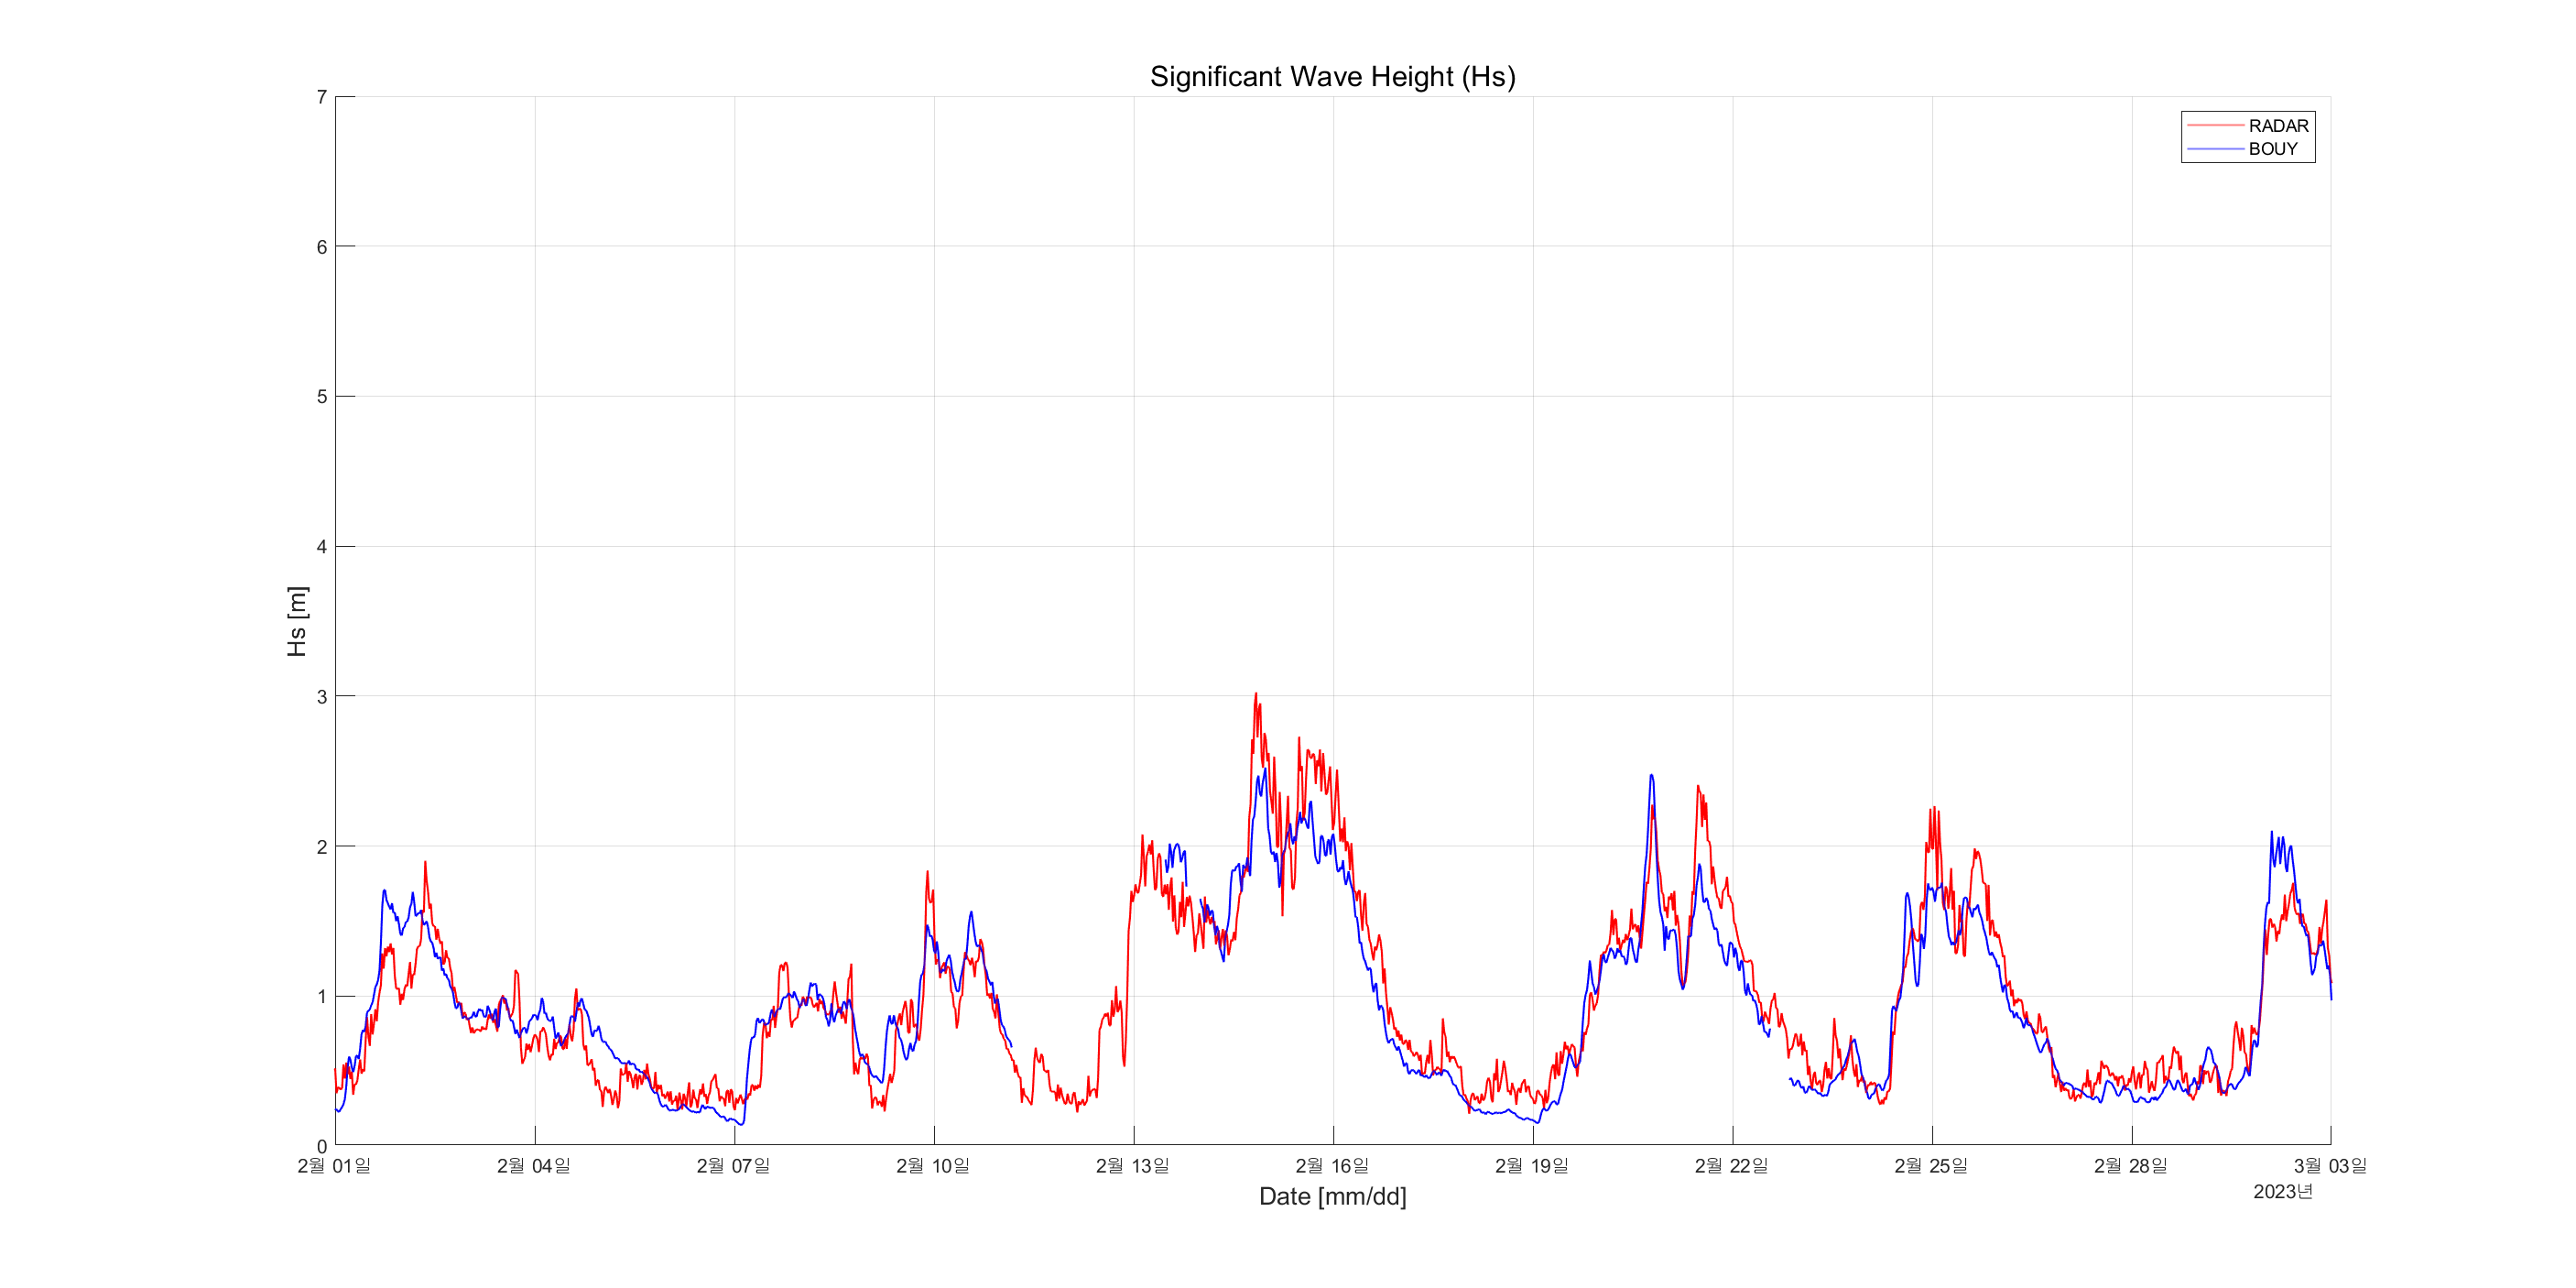 Significant Wave Height (Hs)
RADAR
BOUY
7
6
5
4
3
2
1
0
Hs [m]
2월 01일
2월 04일
2월 07일
2월 10일
2월 13일
2월 16일
2월 19일
2월 22일
2월 25일
2월 28일
3월 03일
2023년
Date [mm/dd]